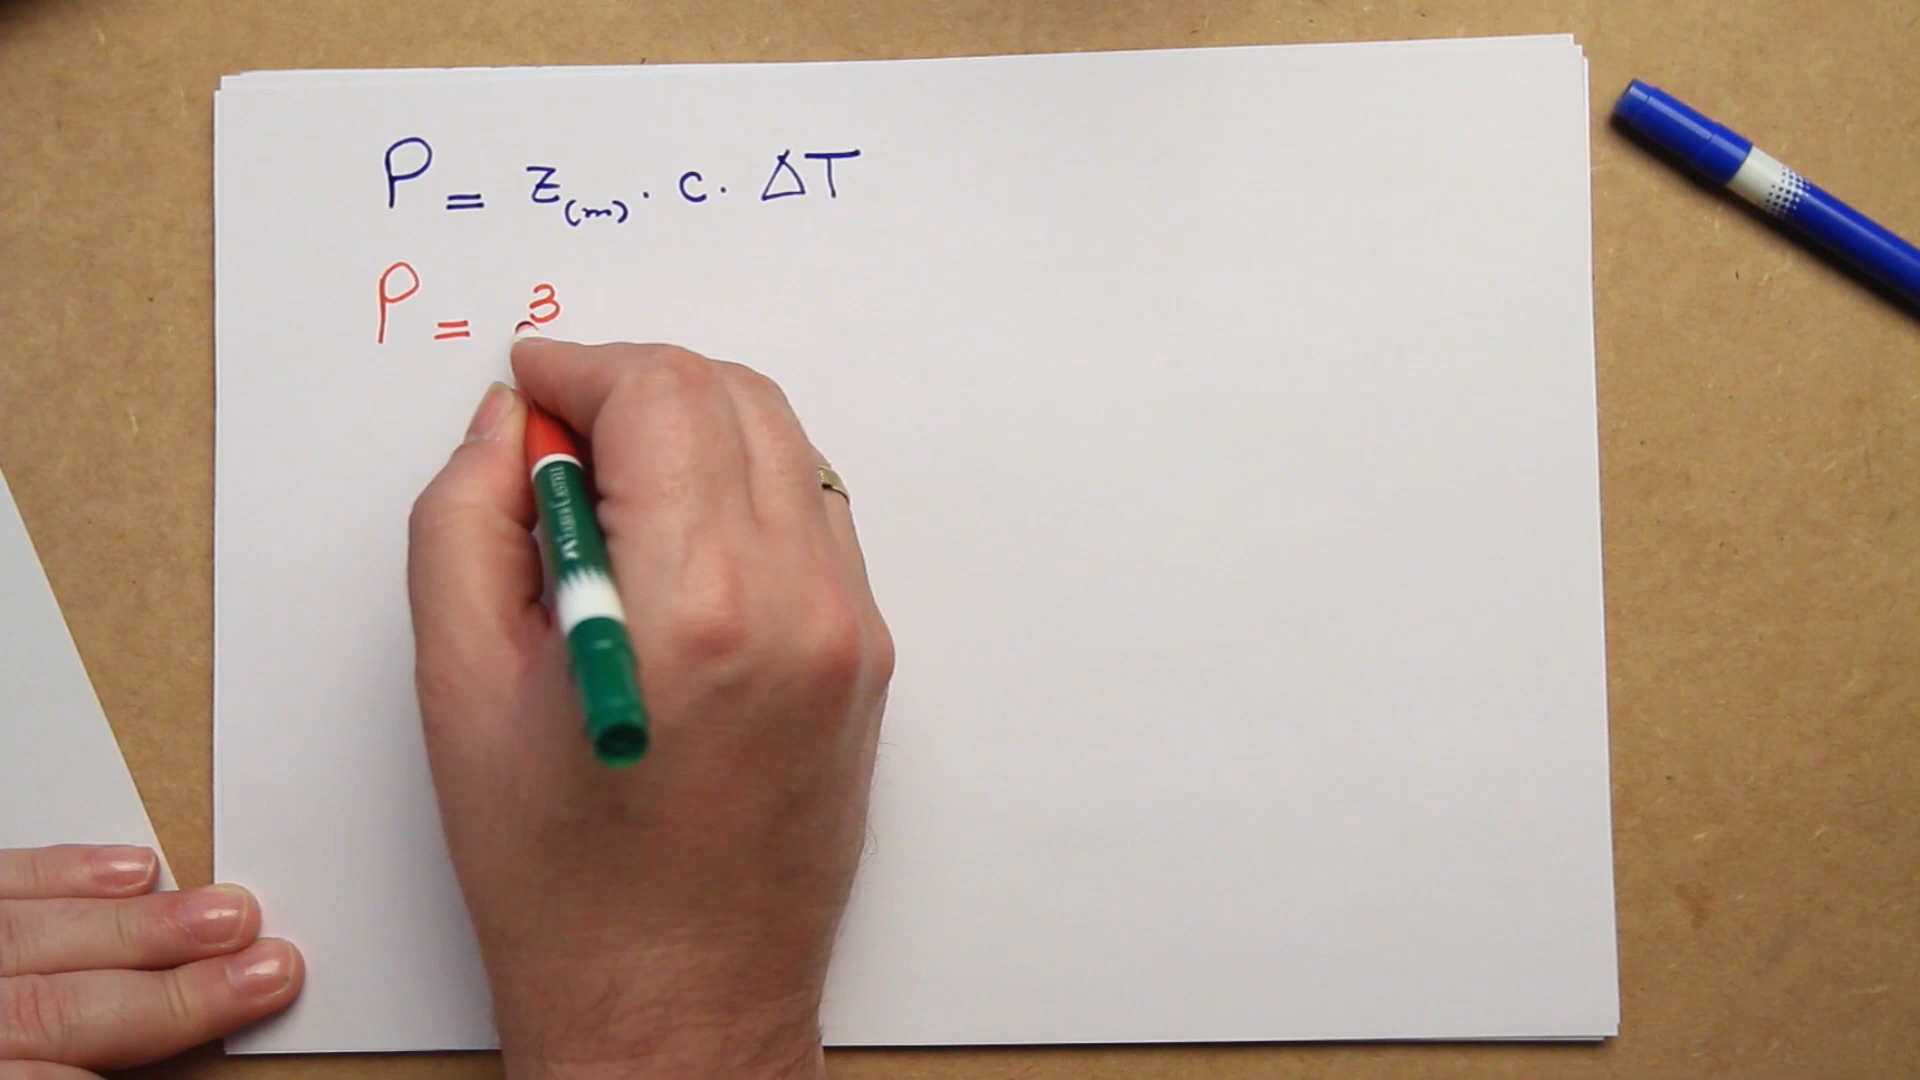 P = z(m) . c . ΔT
P = 3